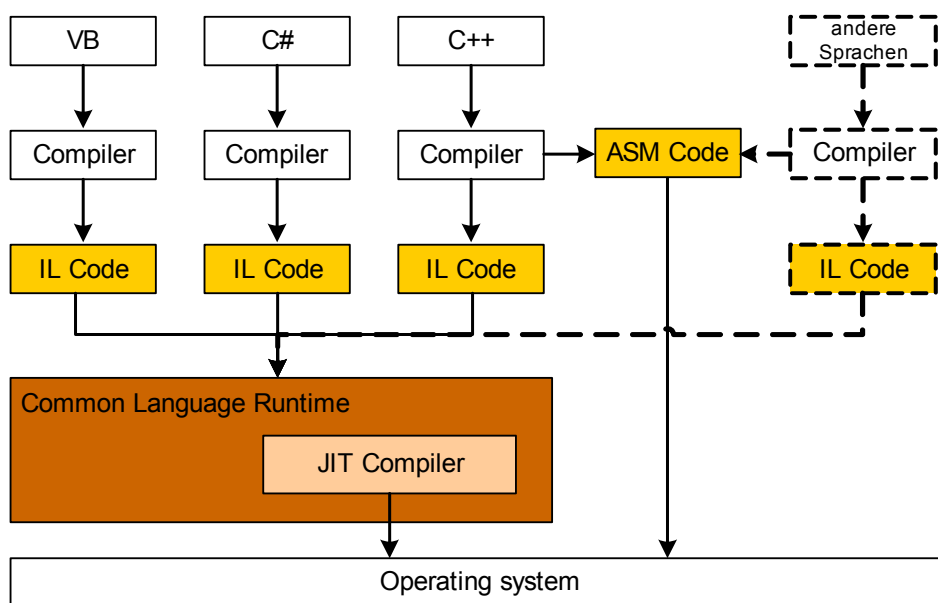 VB
C#
C++
andere
Sprachen
Compiler
Compiler
Compiler
ASM Code
Compiler
IL Code
IL Code
IL Code
IL Code
Common Language Runtime
JIT Compiler
Operating system